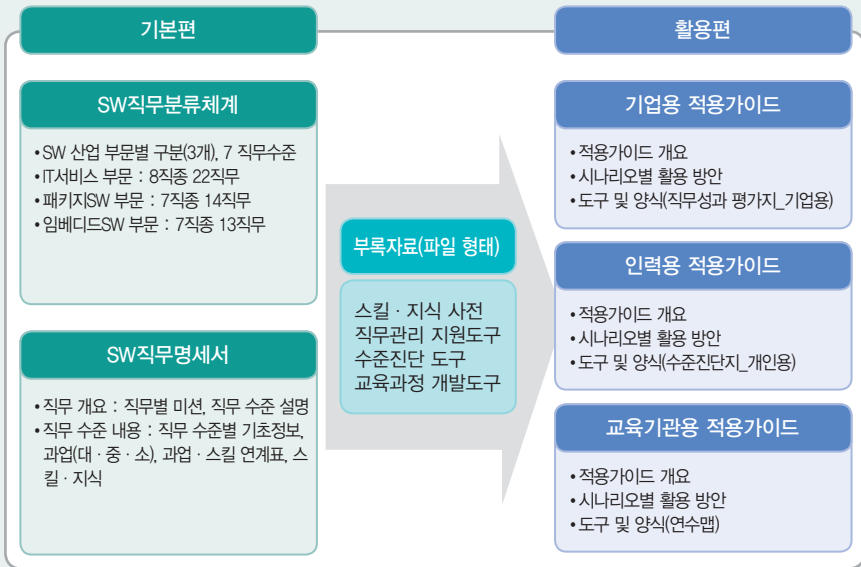 기본편
SW직무분류체계
•SW 산업 부문별 구분(3개), 7 직무수준
•IT서비스 부문 : 8직종 22직무
•패키지SW 부문 : 7직종 14직무
•임베디드SW 부문 : 7직종 13직무
SW직무명세서
•직무 개요 : 직무별 미션, 직무 수준 설명
•직무 수준 내용 : 직무 수준별 기초정보,
과업(대 · 중 · 소), 과업 · 스킬 연계표, 스
킬 · 지식
부록자료(파일 형태)
스킬 · 지식 사전
직무관리 지원도구
수준진단 도구
교육과정 개발도구
활용편
기업용 적용가이드
•적용가이드 개요
•시나리오별 활용 방안
•도구 및 양식(직무성과 평가지_기업용)
인력용 적용가이드
•적용가이드 개요
•시나리오별 활용 방안
•도구 및 양식(수준진단지_개인용)
교육기관용 적용가이드
•적용가이드 개요
•시나리오별 활용 방안
•도구 및 양식(연수맵)